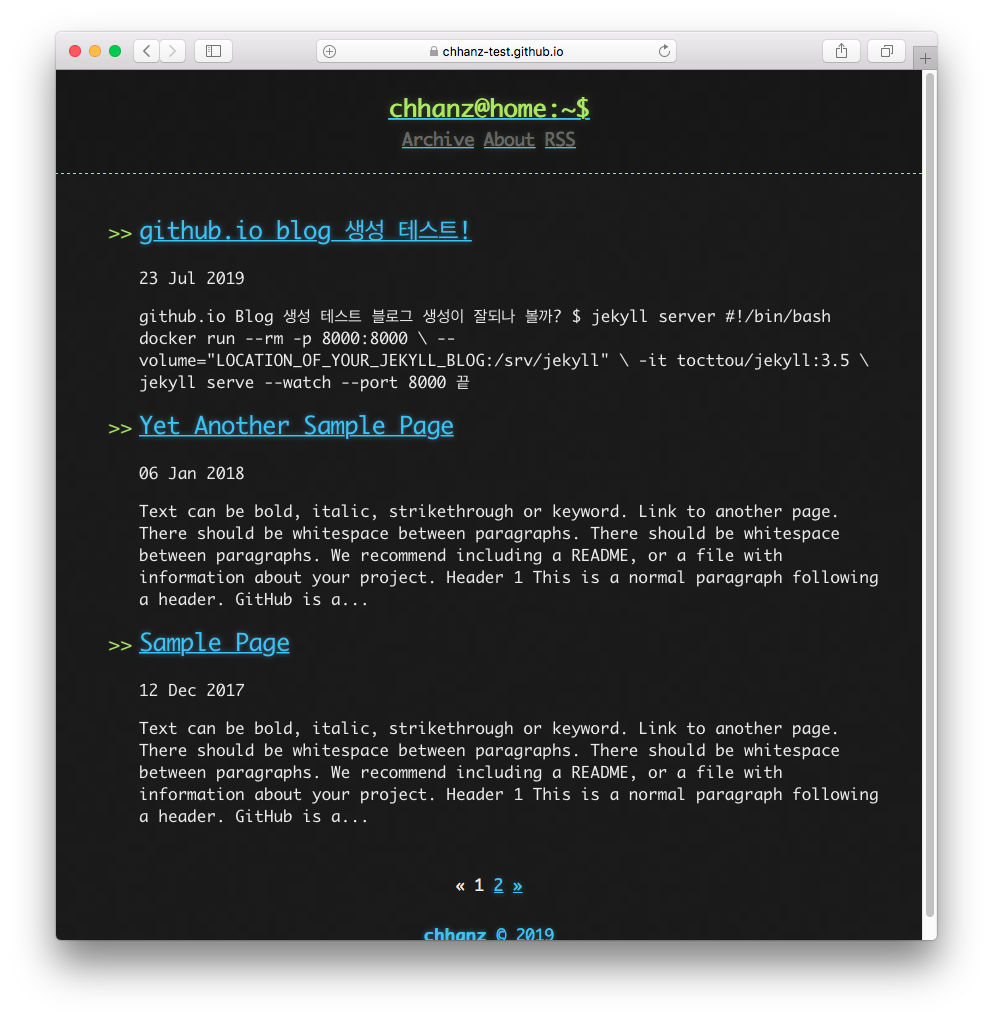 chhanz-test.github.io
chhanz@home:~$
Archive About RSS
>> github.io blog 생성 테스트!
23 Jul 2019
github.io Blog 생성 테스트 블로그 생성이 잘되나 볼까? $ jekyll server #!/bin/bash
docker run --rm -p 8000:8000 \ --
volume="LOCATION_OF_YOUR_JEKYLL_BLOG:/srv/jekyll" \ -it tocttou/jekyll:3.5 \
jekyll serve --watch --port 8000 끝
>> Yet Another Sample Page
06 Jan 2018
Text can be bold, italic, strikethrough or keyword. Link to another page.
There should be whitespace between paragraphs. There should be whitespace
between paragraphs. We recommend including a README, or a file with
information about your project. Header 1 This is a normal paragraph following
a header. GitHub is a...
>> Sample Page
12 Dec 2017
Text can be bold, italic, strikethrough or keyword. Link to another page.
There should be whitespace between paragraphs. There should be whitespace
between paragraphs. We recommend including a README, or a file with
information about your project. Header 1 This is a normal paragraph following
a header. GitHub is a...
« 1 2 »
chhanz © 2019